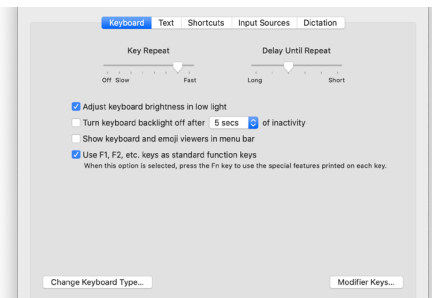 Keyboard Text Shortcuts Input Sources Dictation
Key Repeat Delay Until Repeat
Off Slow Fast Long Short
Adjust keyboard brightness in low light
Turn keyboard backlight off after 5 secs of inactivity
Show keyboard and emoji viewers in menu bar
Use F1, F2, etc. keys as standard function keys
When this option is selected, press the Fn key to use the special features printed on each key.
Change Keyboard Type... Modifier Keys...